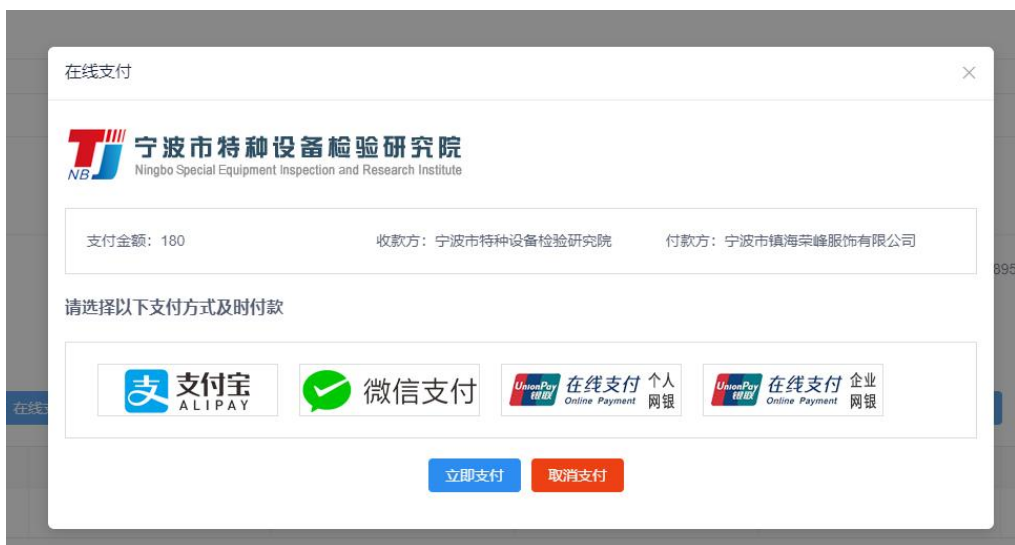 在线支付
宁波市特种设备检验研究院
Ningbo Special Equipment Inspection and Research Institute
NB
支付金额：180 收款方：宁波市特种设备检验研究院 付款方：宁波市镇海荣峰服饰有限公司
895
请选择以下支付方式及时付款
支 支付宝 微信支付 UnionPay 银联 在线支付 个人
ALIPAY Online Payment 网银
UnionPay 银联 在线支付 企业
Online Payment 网银
在线
立即支付 取消支付